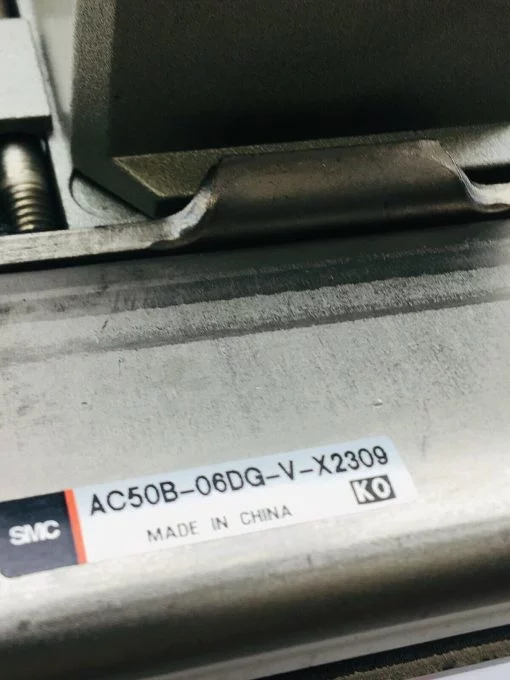 SMC
AC50B-06DG-V-X2309
MADE IN CHINA
KO